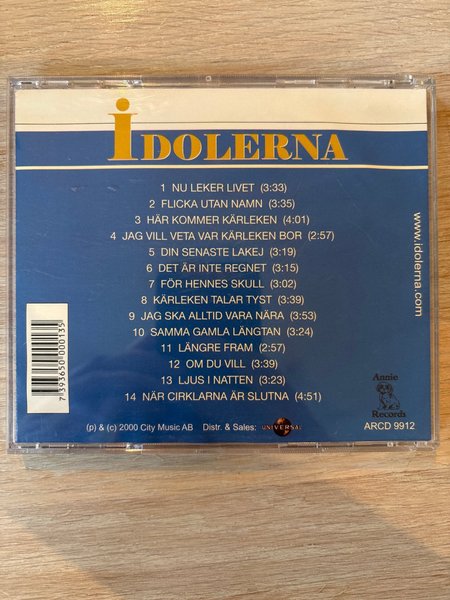 iDOLERNA
1 NU LEKER LIVET (3:33)
2 FLICKA UTAN NAMN (3:35)
3 HÄR KOMMER KÄRLEKEN (4:01)
4 JAG VILL VETA VAR KÄRLEKEN BOR (2:57)
5 DIN SENASTE LAKEJ (3:19)
6 DET ÄR INTE REGNET (3:15)
7 FÖR HENNES SKULL (3:02)
8 KÄRLEKEN TALAR TYST (3:39)
9 JAG SKA ALLTID VARA NÄRA (3:53)
10 SAMMA GAMLA LÄNGTAN (3:24)
11 LÄNGRE FRAM (2:57)
12 OM DU VILL (3:39)
13 LJUS I NATTEN (3:23)
14 NÄR CIRKLARNA ÄR SLUTNA (4:51)
www.idolerna.com
7 393650 000135
Annie
Records
(p) & (c) 2000 City Music AB Distr. & Sales: UNIVERSAL
ARCD 9912